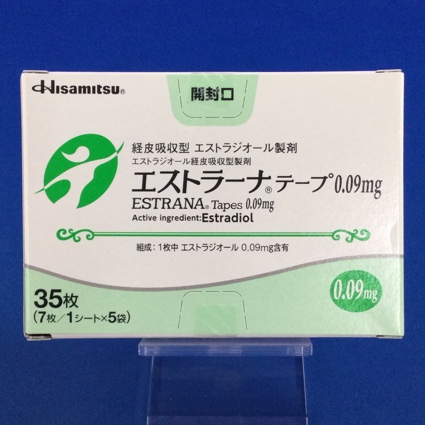 Hisamitsu®
開封口
経皮吸収型 エストラジオール製剤
エストラジオール経皮吸収型製剤
エストラーナ®テープ0.09mg
ESTRANA® Tapes 0.09mg
Active ingredient:Estradiol
組成:1枚中 エストラジオール 0.09mg含有
35枚
(7枚/1シート×5袋)
0.09mg